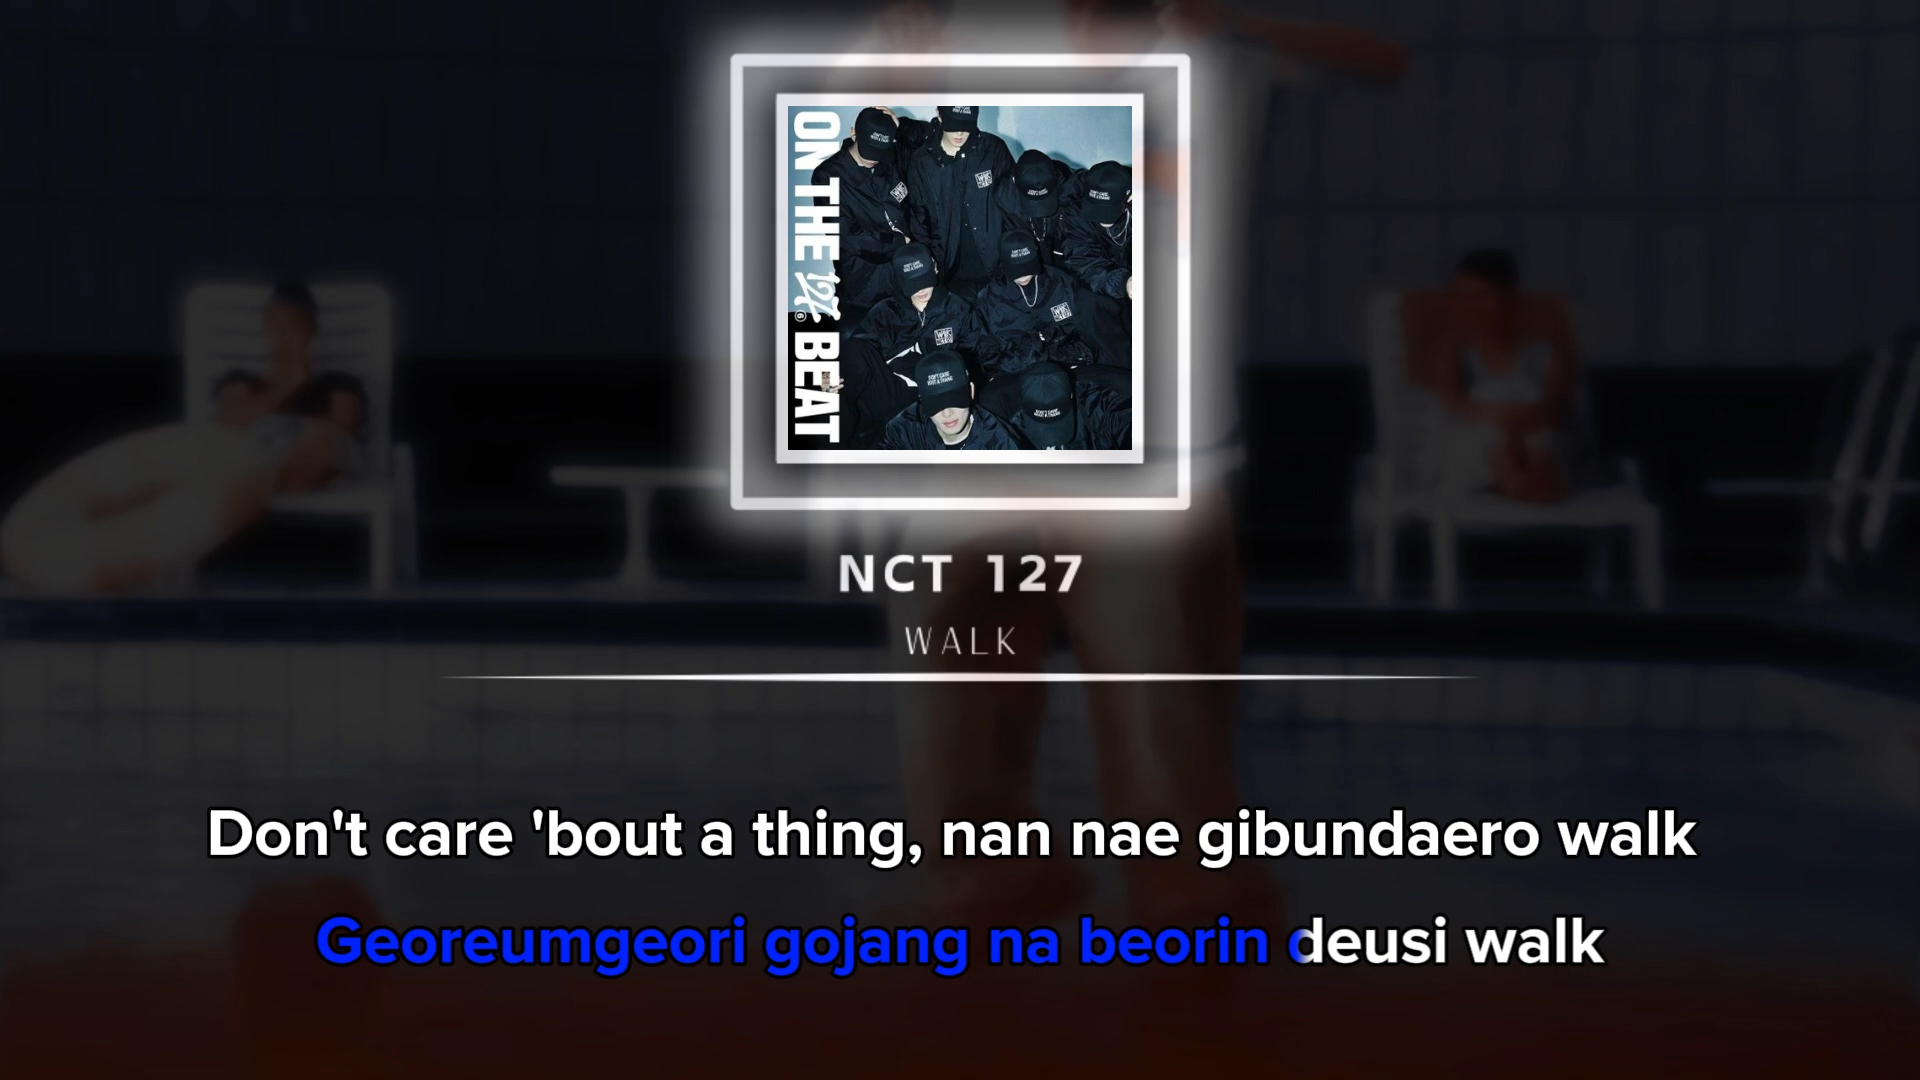 ON THE 127 BEAT
NCT 127
WALK
Don't care 'bout a thing, nan nae gibundaero walk
Georeumgeori gojang na beorin deusi walk